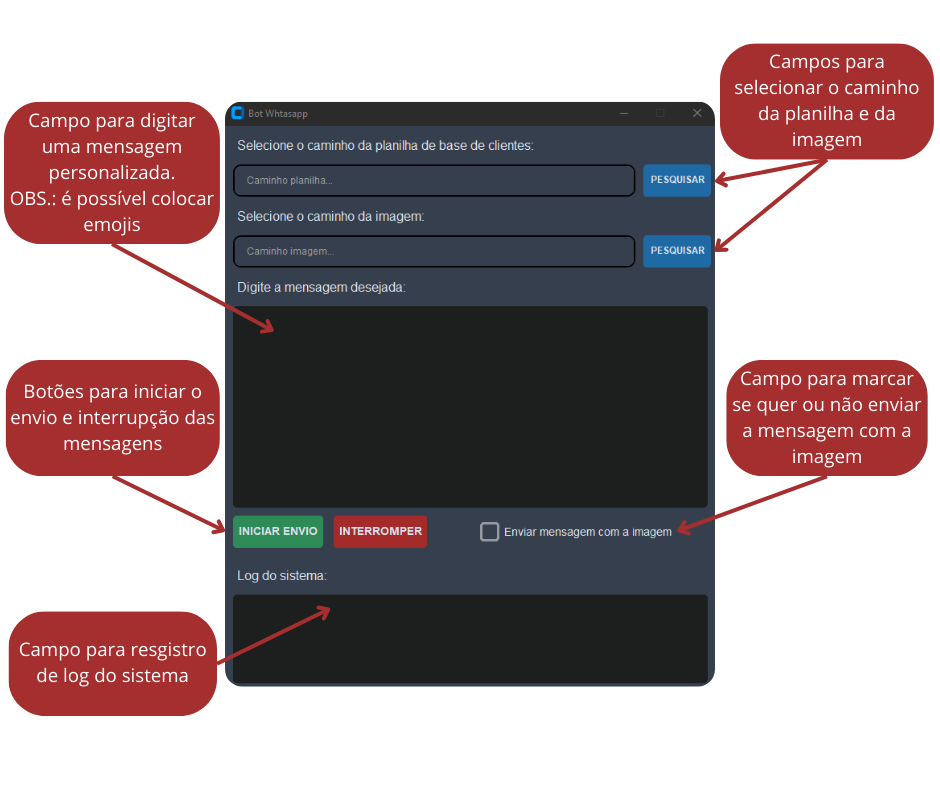 Campos para
selecionar o caminho
da planilha e da
imagem
Campo para digitar
uma mensagem
personalizada.
OBS.: é possível colocar
emojis
Bot Whtasapp
Selecione o caminho da planilha de base de clientes:
Caminho planilha...
PESQUISAR
Selecione o caminho da imagem:
Caminho imagem...
PESQUISAR
Digite a mensagem desejada:
Botões para iniciar o
envio e interrupção das
mensagens
Campo para marcar
se quer ou não enviar
a mensagem com a
imagem
INICIAR ENVIO
INTERROMPER
Enviar mensagem com a imagem
Log do sistema:
Campo para resgistro
de log do sistema